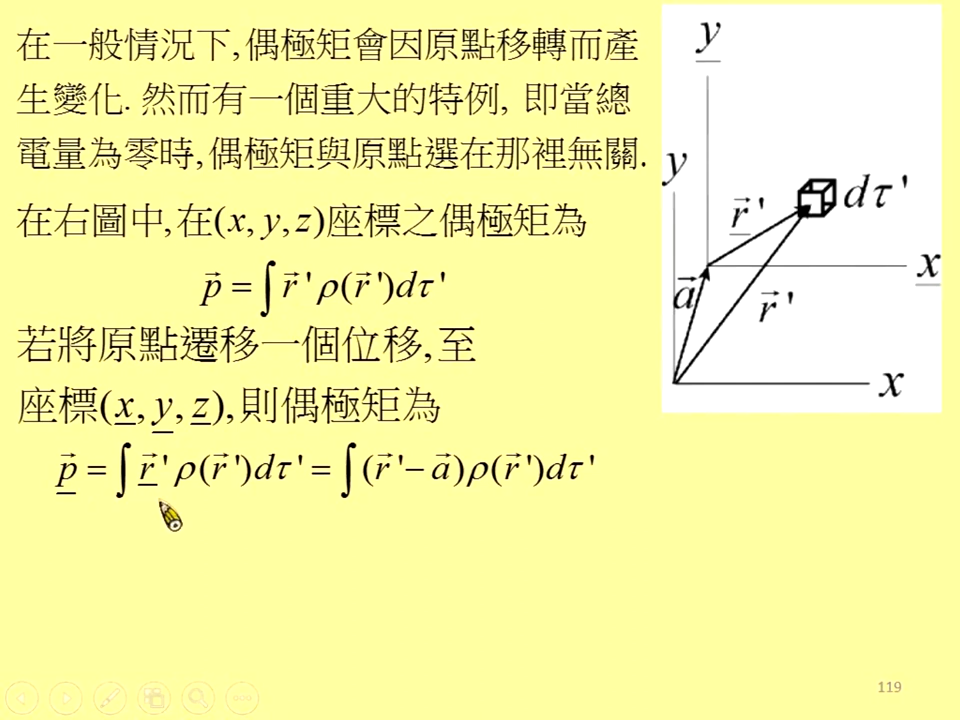 在一般情況下,偶極矩會因原點移轉而產
生變化. 然而有一個重大的特例, 即當總
電量為零時,偶極矩與原點選在那裡無關.
在右圖中,在(x, y, z)座標之偶極矩為
p⃗ = ∫ r⃗ ' ρ(r⃗ ')dτ '
若將原點遷移一個位移,至
座標(x̲, y̲, z̲),則偶極矩為
p̲⃗ = ∫ r̲⃗ ' ρ(r⃗ ')dτ ' = ∫ (r⃗ '− a⃗)ρ(r⃗ ')dτ '
y̲
y
dτ '
r̲⃗ '
x̲
a⃗
r⃗ '
x
119